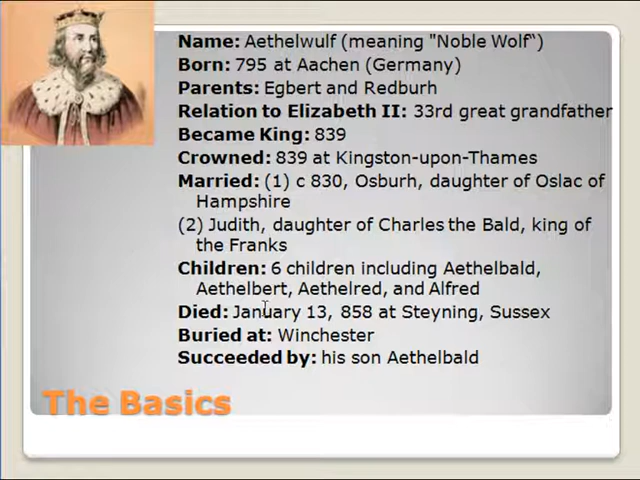 Name: Aethelwulf (meaning "Noble Wolf")
Born: 795 at Aachen (Germany)
Parents: Egbert and Redburh
Relation to Elizabeth II: 33rd great grandfather
Became King: 839
Crowned: 839 at Kingston-upon-Thames
Married: (1) c 830, Osburh, daughter of Oslac of
Hampshire
(2) Judith, daughter of Charles the Bald, king of
the Franks
Children: 6 children including Aethelbald,
Aethelbert, Aethelred, and Alfred
Died: January 13, 858 at Steyning, Sussex
Buried at: Winchester
Succeeded by: his son Aethelbald
The Basics